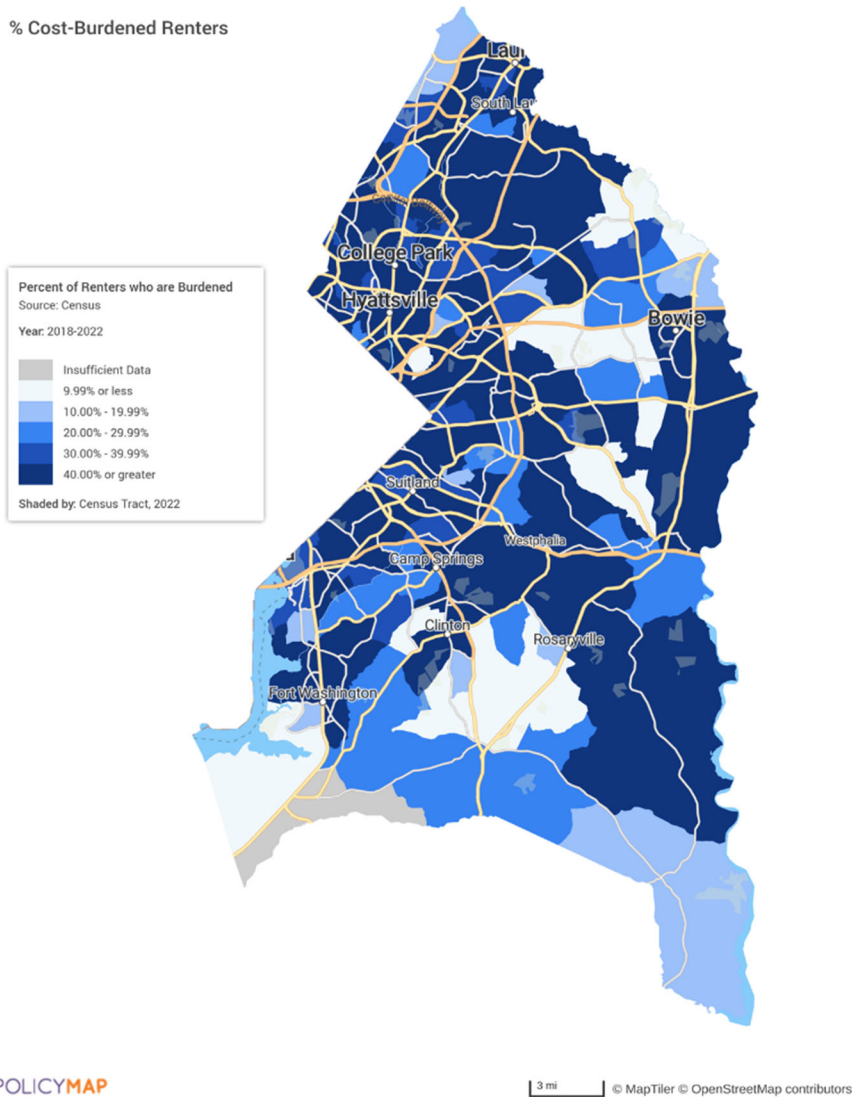 % Cost-Burdened Renters
Lau
South La
College Park
Hyattsville
Percent of Renters who are Burdened
Source: Census
Year: 2018-2022
Insufficient Data
9.99% or less
10.00% - 19.99%
20.00% - 29.99%
30.00% - 39.99%
40.00% or greater
Shaded by: Census Tract, 2022
Bowie
Suitland
Westphalia
Camp Springs
Clinton
Rosaryville
Fort Washington
POLICYMAP
3 mi
© MapTiler © OpenStreetMap contributors